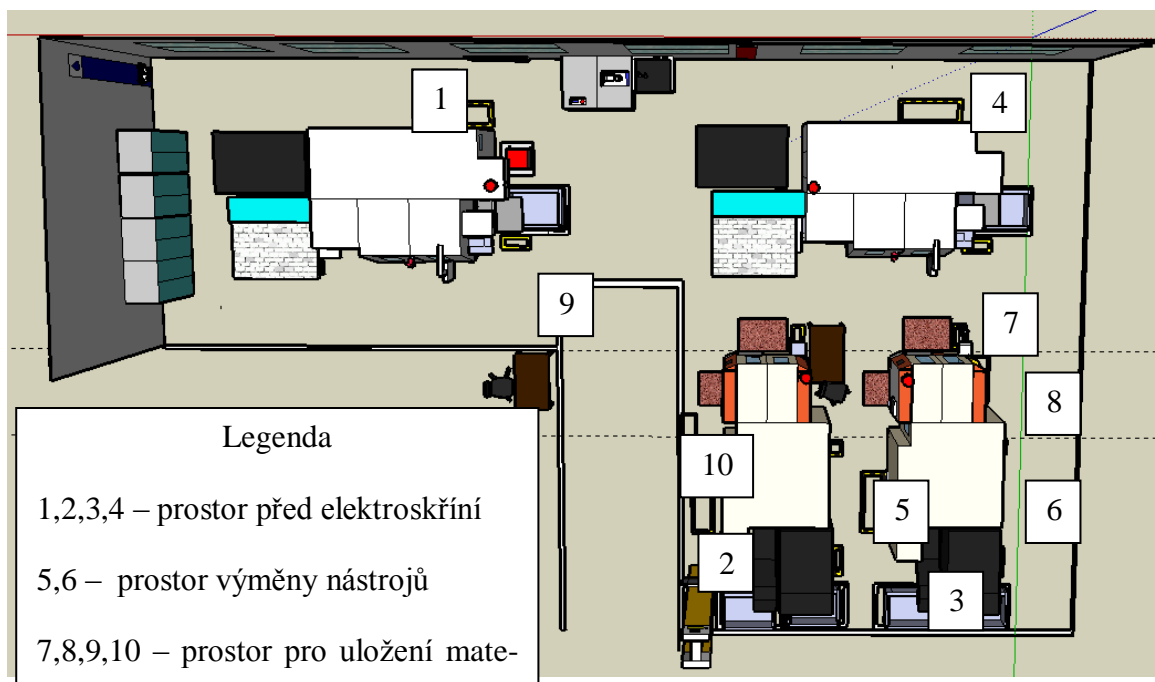 1
4
9
7
8
10
5
6
2
3
Legenda
1,2,3,4 – prostor před elektroskříní
5,6 – prostor výměny nástrojů
7,8,9,10 – prostor pro uložení mate-